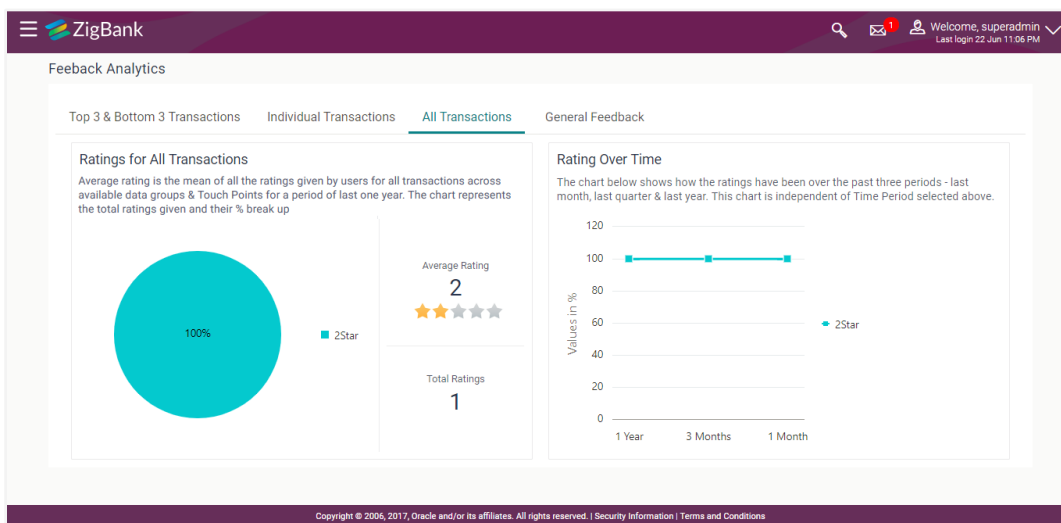 ZigBank
1
Welcome, superadmin
Last login 22 Jun 11:06 PM
Feeback Analytics
Top 3 & Bottom 3 Transactions
Individual Transactions
All Transactions
General Feedback
Ratings for All Transactions
Average rating is the mean of all the ratings given by users for all transactions across
available data groups & Touch Points for a period of last one year. The chart represents
the total ratings given and their % break up
100%
2Star
Average Rating
2
Total Ratings
1
Rating Over Time
The chart below shows how the ratings have been over the past three periods - last
month, last quarter & last year. This chart is independent of Time Period selected above.
120
100
80
60
40
20
0
Values in %
1 Year
3 Months
1 Month
2Star
Copyright © 2006, 2017, Oracle and/or its affiliates. All rights reserved. | Security Information | Terms and Conditions